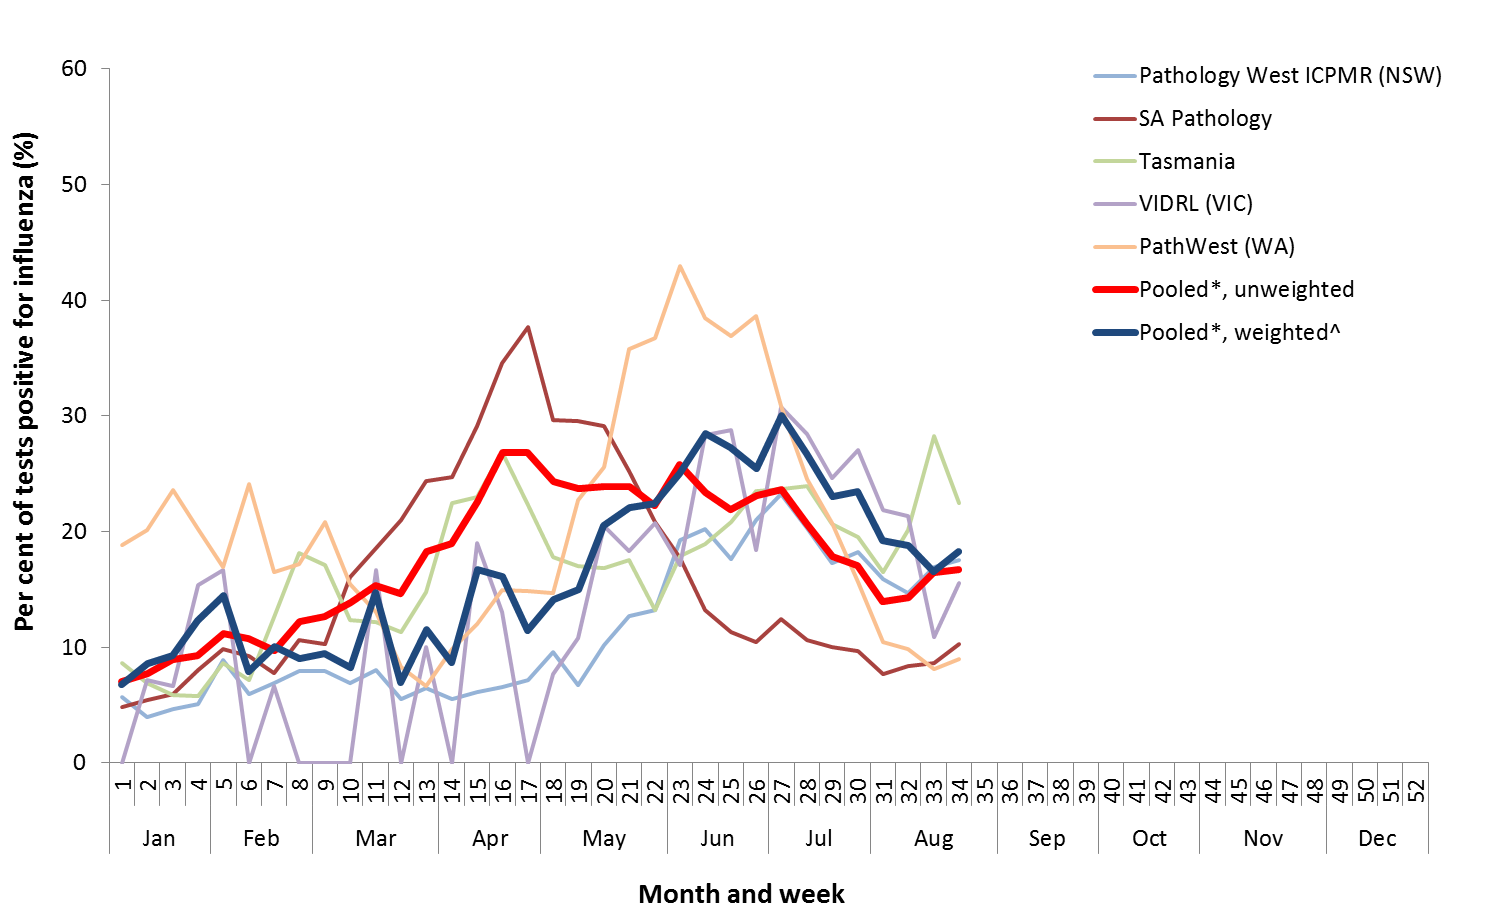 60
50
40
30
20
10
0
Per cent of tests positive for influenza (%)
Pathology West ICPMR (NSW)
SA Pathology
Tasmania
VIDRL (VIC)
PathWest (WA)
Pooled*, unweighted
Pooled*, weighted^
1 2 3 4 5 6 7 8 9 10 11 12 13 14 15 16 17 18 19 20 21 22 23 24 25 26 27 28 29 30 31 32 33 34 35 36 37 38 39 40 41 42 43 44 45 46 47 48 49 50 51 52
Jan Feb Mar Apr May Jun Jul Aug Sep Oct Nov Dec
Month and week